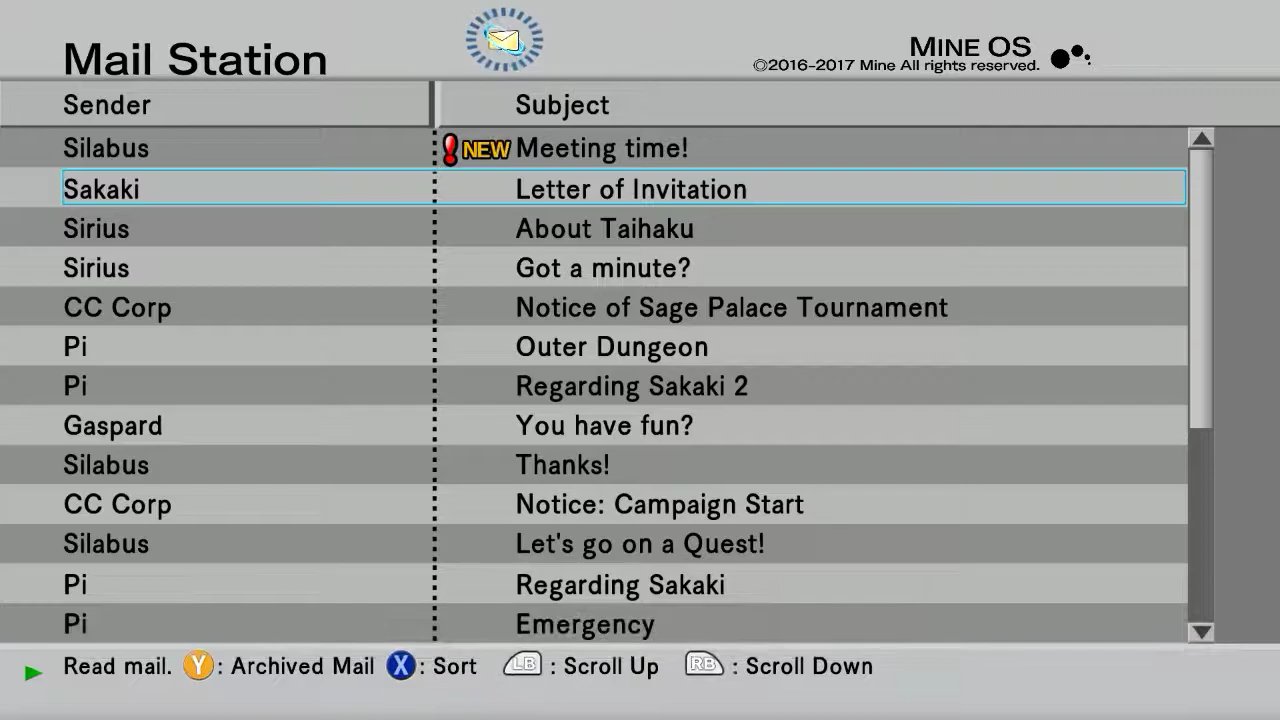 Mail Station
MINE OS
©2016-2017 Mine All rights reserved.
Sender Subject
Silabus NEW Meeting time!
Sakaki Letter of Invitation
Sirius About Taihaku
Sirius Got a minute?
CC Corp Notice of Sage Palace Tournament
Pi Outer Dungeon
Pi Regarding Sakaki 2
Gaspard You have fun?
Silabus Thanks!
CC Corp Notice: Campaign Start
Silabus Let's go on a Quest!
Pi Regarding Sakaki
Pi Emergency
Read mail. Y : Archived Mail X : Sort LB : Scroll Up RB : Scroll Down